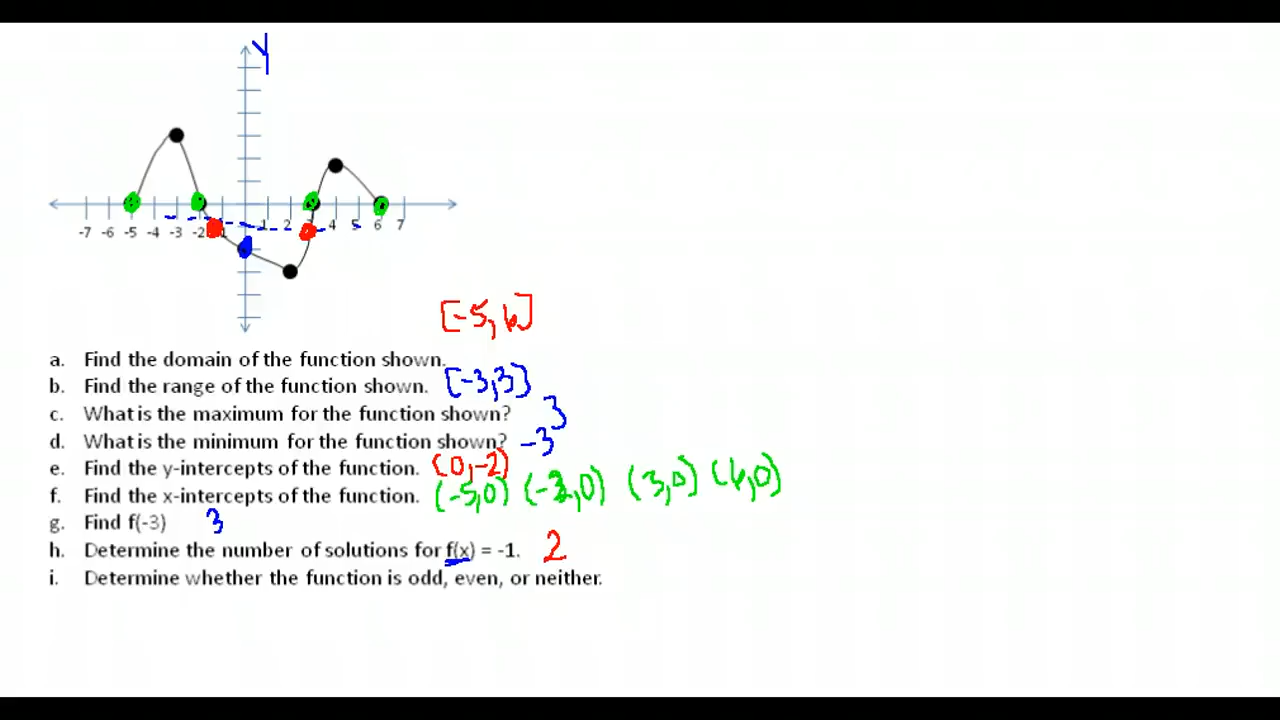 Y
-7 -6 -5 -4 -3 -2 1 2 4 5 6 7
[-5,6]
a. Find the domain of the function shown.
b. Find the range of the function shown. [-3,3]
c. What is the maximum for the function shown? 3
d. What is the minimum for the function shown? -3
e. Find the y-intercepts of the function. (0,-2)
f. Find the x-intercepts of the function. (-5,0) (-2,0) (3,0) (6,0)
g. Find f(-3) 3
h. Determine the number of solutions for f(x) = -1. 2
i. Determine whether the function is odd, even, or neither.